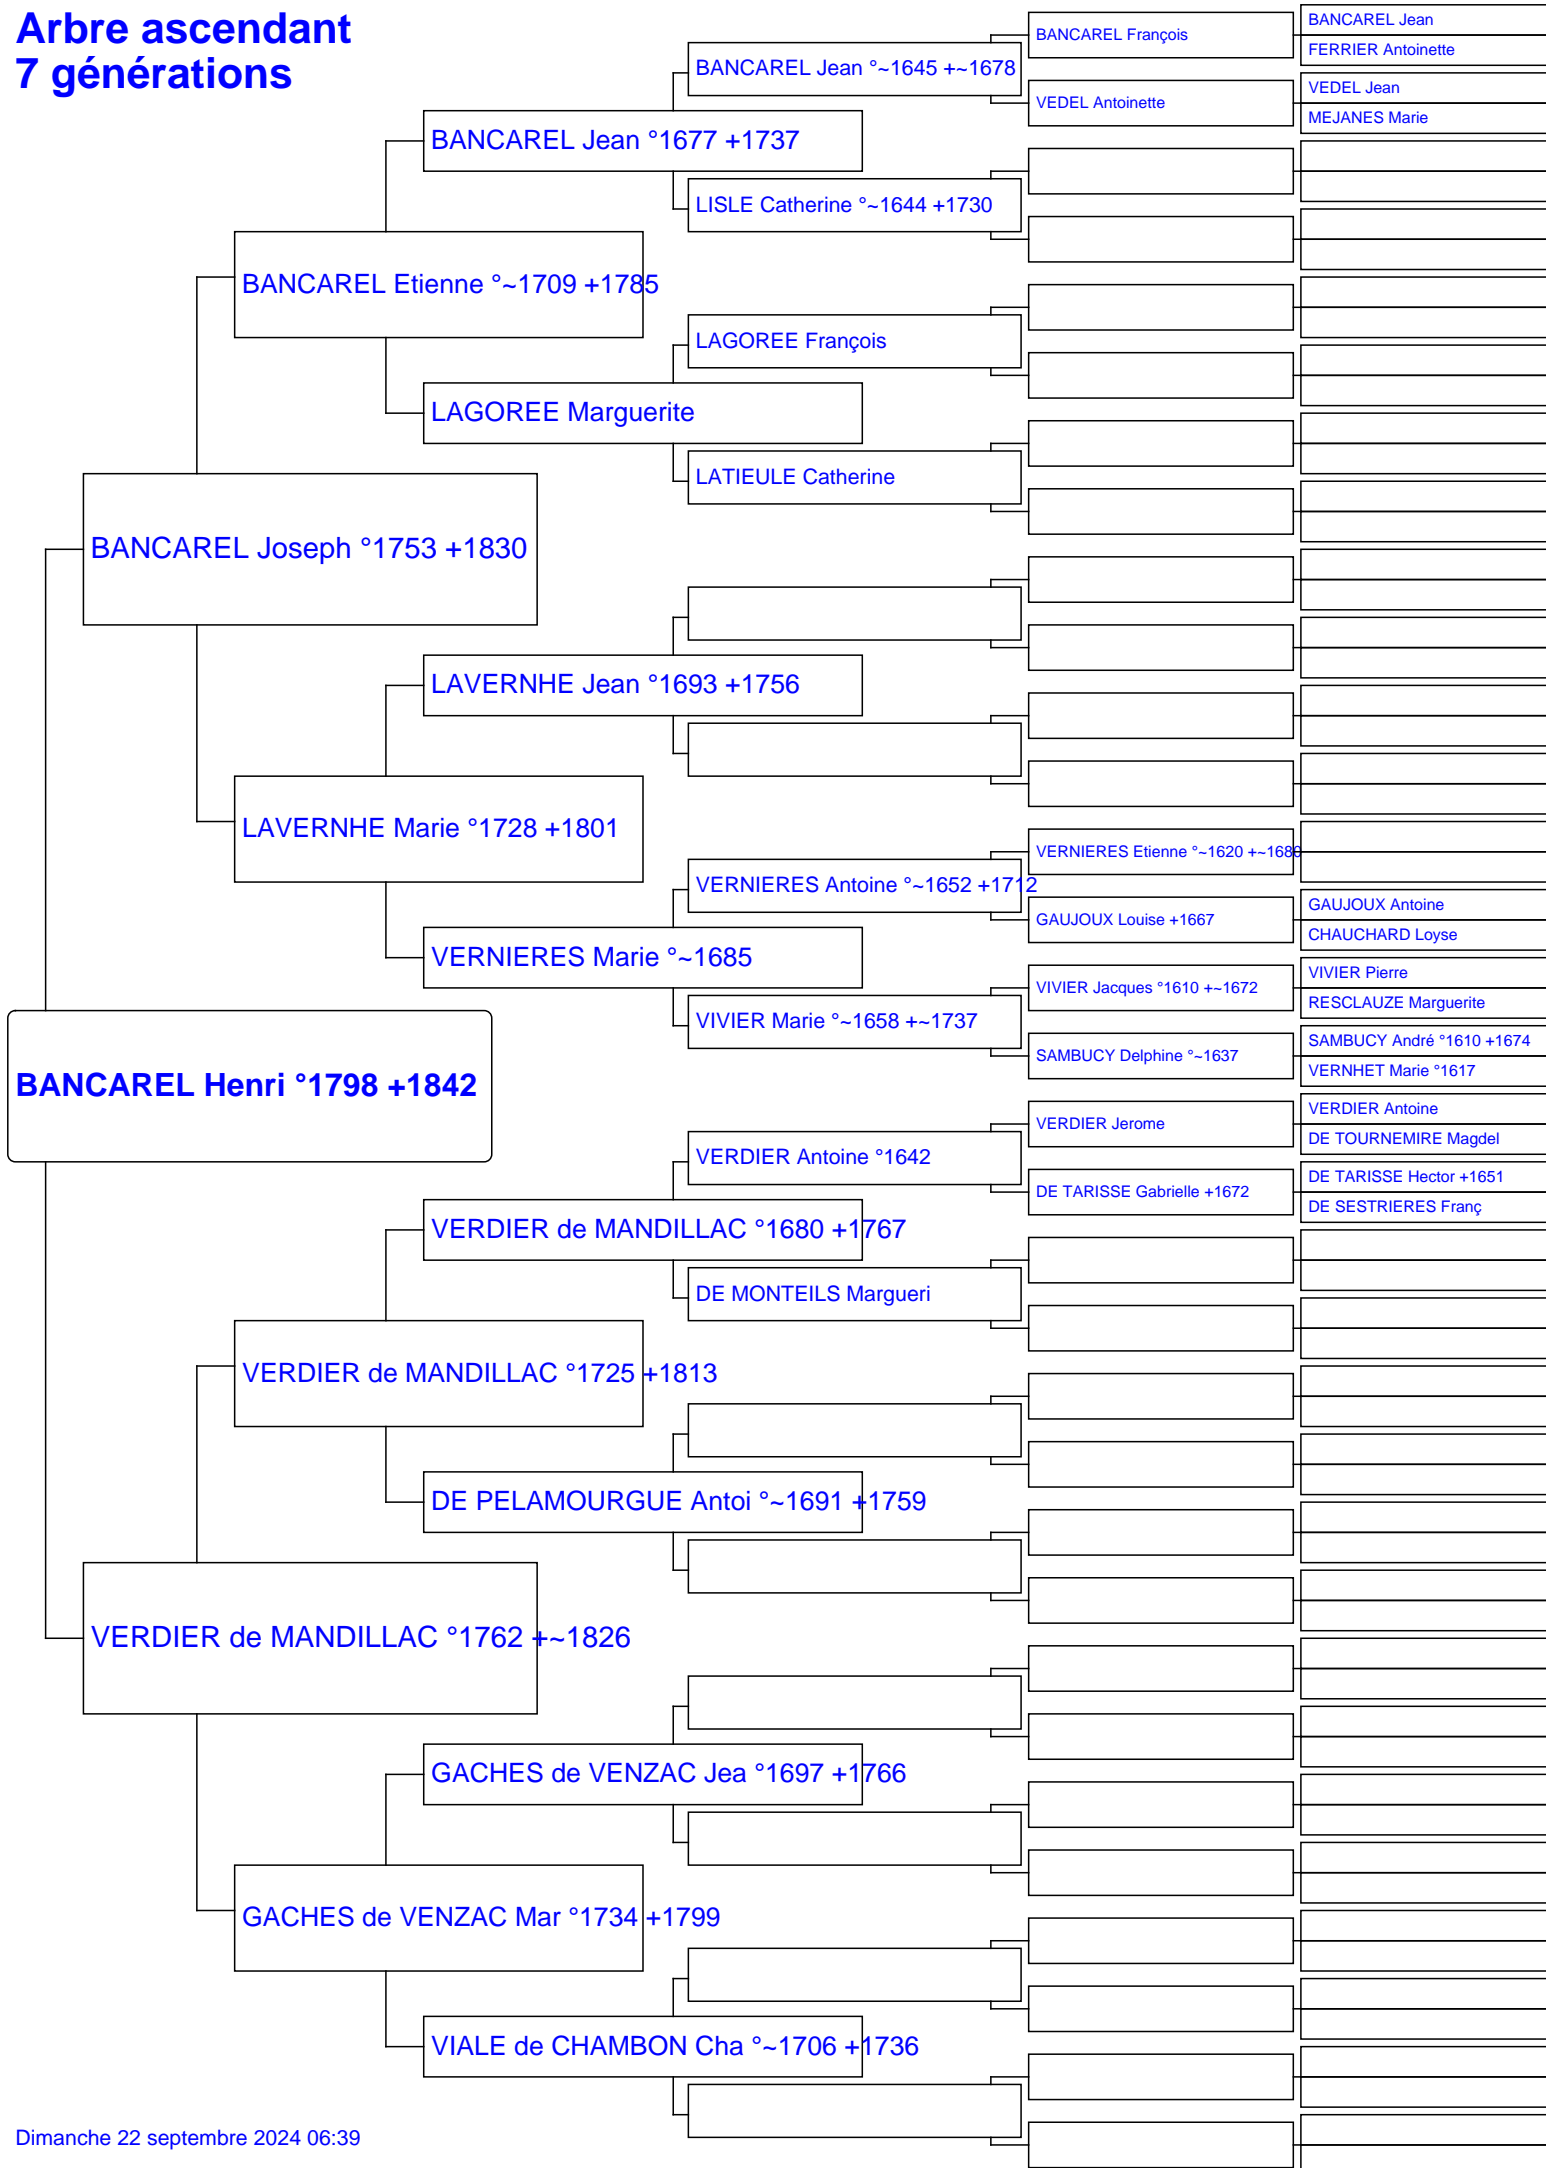 Arbre ascendant
7 générations
BANCAREL Henri °1798 +1842
BANCAREL Joseph °1753 +1830
VERDIER de MANDILLAC °1762 +~1826
BANCAREL Etienne °~1709 +1785
LAVERNHE Marie °1728 +1801
VERDIER de MANDILLAC °1725 +1813
GACHES de VENZAC Mar °1734 +1799
BANCAREL Jean °1677 +1737
LAGOREE Marguerite
LAVERNHE Jean °1693 +1756
VERNIERES Marie °~1685
VERDIER de MANDILLAC °1680 +1767
DE PELAMOURGUE Antoi °~1691 +1759
GACHES de VENZAC Jea °1697 +1766
VIALE de CHAMBON Cha °~1706 +1736
BANCAREL Jean °~1645 +~1678
LISLE Catherine °~1644 +1730
LAGOREE François
LATIEULE Catherine
VERNIERES Antoine °~1652 +1712
VIVIER Marie °~1658 +~1737
VERDIER Antoine °1642
DE MONTEILS Margueri
BANCAREL François
VEDEL Antoinette
VERNIERES Etienne °~1620 +~1680
GAUJOUX Louise +1667
VIVIER Jacques °1610 +~1672
SAMBUCY Delphine °~1637
VERDIER Jerome
DE TARISSE Gabrielle +1672
BANCAREL Jean
FERRIER Antoinette
VEDEL Jean
MEJANES Marie
GAUJOUX Antoine
CHAUCHARD Loyse
VIVIER Pierre
RESCLAUZE Marguerite
SAMBUCY André °1610 +1674
VERNHET Marie °1617
VERDIER Antoine
DE TOURNEMIRE Magdel
DE TARISSE Hector +1651
DE SESTRIERES Franç
Dimanche 22 septembre 2024 06:39